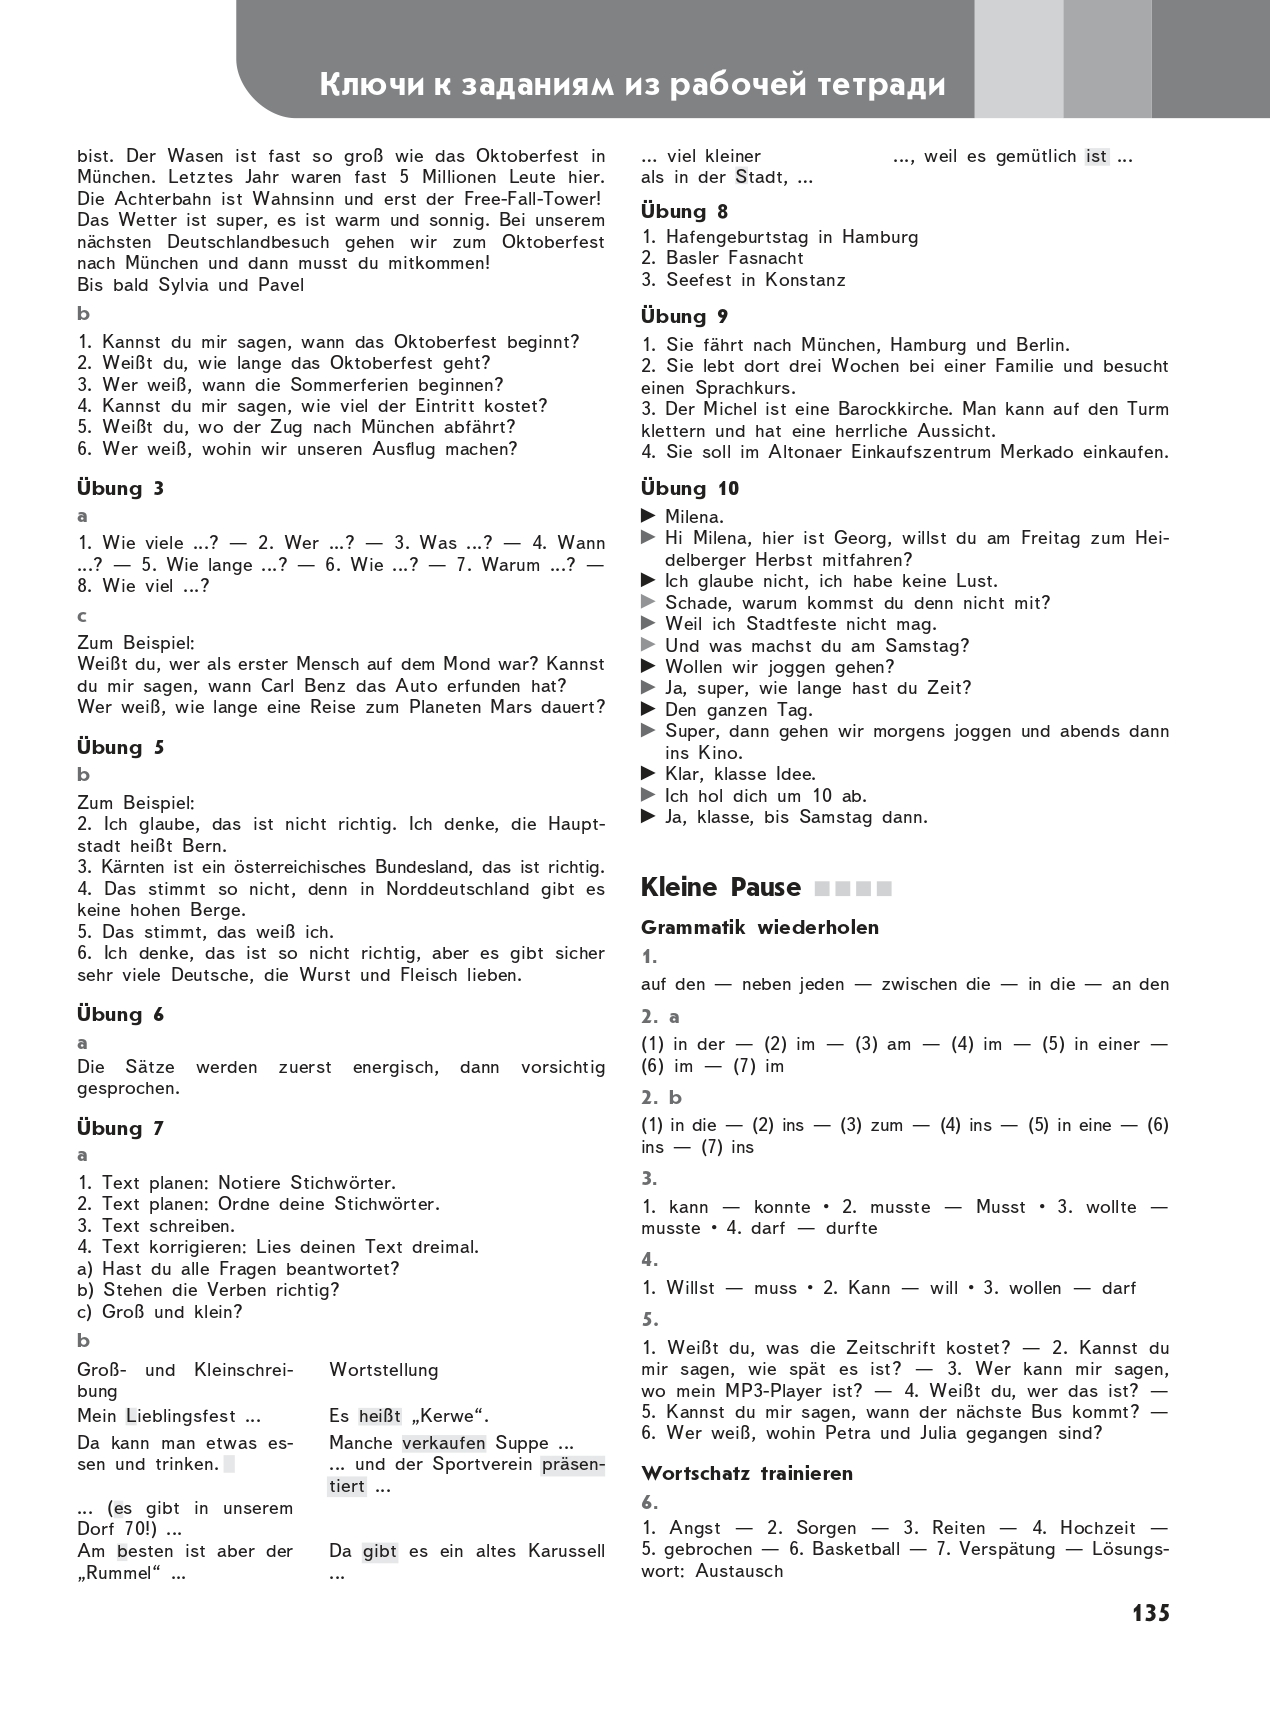 Ключи к заданиям из рабочей тетради
bist. Der Wasen ist fast so groß wie das Oktoberfest in
München. Letztes Jahr waren fast 5 Millionen Leute hier.
Die Achterbahn ist Wahnsinn und erst der Free-Fall-Tower!
Das Wetter ist super, es ist warm und sonnig. Bei unserem
nächsten Deutschlandbesuch gehen wir zum Oktoberfest
nach München und dann musst du mitkommen!
Bis bald Sylvia und Pavel
b
1. Kannst du mir sagen, wann das Oktoberfest beginnt?
2. Weißt du, wie lange das Oktoberfest geht?
3. Wer weiß, wann die Sommerferien beginnen?
4. Kannst du mir sagen, wie viel der Eintritt kostet?
5. Weißt du, wo der Zug nach München abfährt?
6. Wer weiß, wohin wir unseren Ausflug machen?
Übung 3
a
1. Wie viele ...? — 2. Wer ...? — 3. Was ...? — 4. Wann
...? — 5. Wie lange ...? — 6. Wie ...? — 7. Warum ...? —
8. Wie viel ...?
c
Zum Beispiel:
Weißt du, wer als erster Mensch auf dem Mond war? Kannst
du mir sagen, wann Carl Benz das Auto erfunden hat?
Wer weiß, wie lange eine Reise zum Planeten Mars dauert?
Übung 5
b
Zum Beispiel:
2. Ich glaube, das ist nicht richtig. Ich denke, die Haupt-
stadt heißt Bern.
3. Kärnten ist ein österreichisches Bundesland, das ist richtig.
4. Das stimmt so nicht, denn in Norddeutschland gibt es
keine hohen Berge.
5. Das stimmt, das weiß ich.
6. Ich denke, das ist so nicht richtig, aber es gibt sicher
sehr viele Deutsche, die Wurst und Fleisch lieben.
Übung 6
a
Die Sätze werden zuerst energisch, dann vorsichtig
gesprochen.
Übung 7
a
1. Text planen: Notiere Stichwörter.
2. Text planen: Ordne deine Stichwörter.
3. Text schreiben.
4. Text korrigieren: Lies deinen Text dreimal.
a) Hast du alle Fragen beantwortet?
b) Stehen die Verben richtig?
c) Groß und klein?
b
Groß- und Kleinschrei- Wortstellung
bung
Mein Lieblingsfest ... Es heißt „Kerwe“.
Da kann man etwas es- Manche verkaufen Suppe ...
sen und trinken. ... und der Sportverein präsen-
tiert ...
... (es gibt in unserem
Dorf 70!) ...
Am besten ist aber der Da gibt es ein altes Karussell
„Rummel“ ... ...
... viel kleiner ..., weil es gemütlich ist ...
als in der Stadt, ...
Übung 8
1. Hafengeburtstag in Hamburg
2. Basler Fasnacht
3. Seefest in Konstanz
Übung 9
1. Sie fährt nach München, Hamburg und Berlin.
2. Sie lebt dort drei Wochen bei einer Familie und besucht
einen Sprachkurs.
3. Der Michel ist eine Barockkirche. Man kann auf den Turm
klettern und hat eine herrliche Aussicht.
4. Sie soll im Altonaer Einkaufszentrum Merkado einkaufen.
Übung 10
▶ Milena.
▶ Hi Milena, hier ist Georg, willst du am Freitag zum Hei-
delberger Herbst mitfahren?
▶ Ich glaube nicht, ich habe keine Lust.
▶ Schade, warum kommst du denn nicht mit?
▶ Weil ich Stadtfeste nicht mag.
▶ Und was machst du am Samstag?
▶ Wollen wir joggen gehen?
▶ Ja, super, wie lange hast du Zeit?
▶ Den ganzen Tag.
▶ Super, dann gehen wir morgens joggen und abends dann
ins Kino.
▶ Klar, klasse Idee.
▶ Ich hol dich um 10 ab.
▶ Ja, klasse, bis Samstag dann.
Kleine Pause
Grammatik wiederholen
1.
auf den — neben jeden — zwischen die — in die — an den
2. a
(1) in der — (2) im — (3) am — (4) im — (5) in einer —
(6) im — (7) im
2. b
(1) in die — (2) ins — (3) zum — (4) ins — (5) in eine — (6)
ins — (7) ins
3.
1. kann — konnte • 2. musste — Musst • 3. wollte —
musste • 4. darf — durfte
4.
1. Willst — muss • 2. Kann — will • 3. wollen — darf
5.
1. Weißt du, was die Zeitschrift kostet? — 2. Kannst du
mir sagen, wie spät es ist? — 3. Wer kann mir sagen,
wo mein MP3-Player ist? — 4. Weißt du, wer das ist? —
5. Kannst du mir sagen, wann der nächste Bus kommt? —
6. Wer weiß, wohin Petra und Julia gegangen sind?
Wortschatz trainieren
6.
1. Angst — 2. Sorgen — 3. Reiten — 4. Hochzeit —
5. gebrochen — 6. Basketball — 7. Verspätung — Lösungs-
wort: Austausch
135